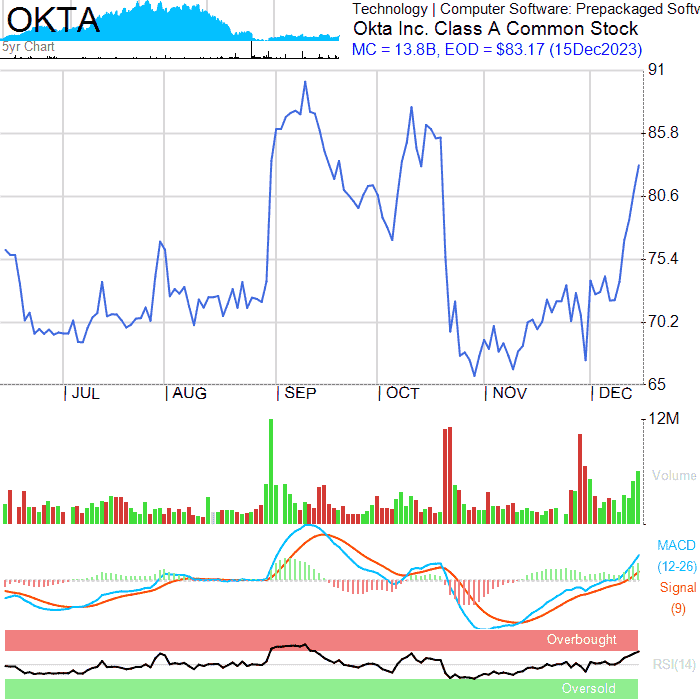 OKTA
5yr Chart
Technology | Computer Software: Prepackaged Softw
Okta Inc. Class A Common Stock
MC = 13.8B, EOD = $83.17 (15Dec2023)
91
85.8
80.6
75.4
70.2
65
JUL AUG SEP OCT NOV DEC
12M
Volume
MACD
(12-26)
Signal
(9)
Overbought
RSI(14)
Oversold